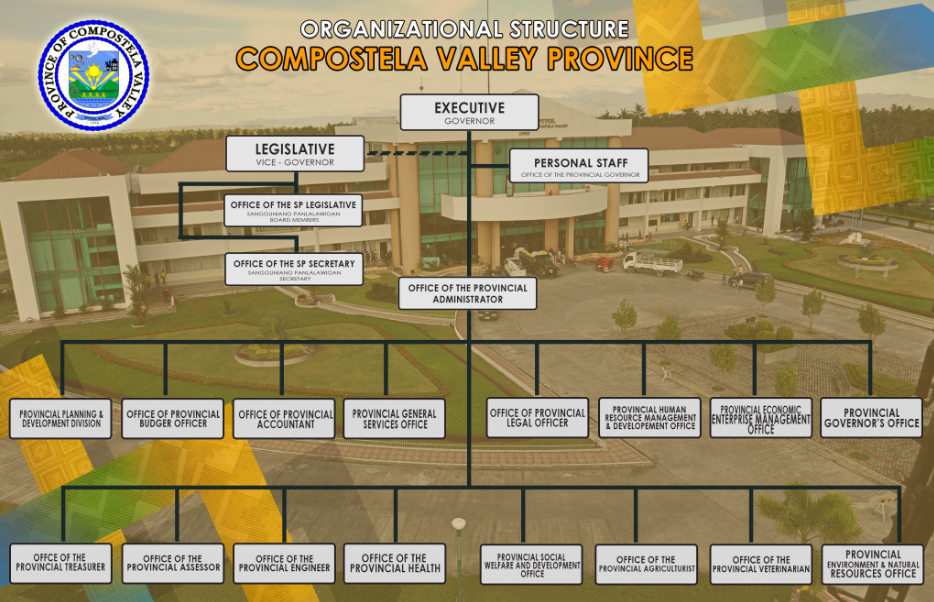 ORGANIZATIONAL STRUCTURE
COMPOSTELA VALLEY PROVINCE
PROVINCE OF COMPOSTELA VALLEY
EXECUTIVE
GOVERNOR
LEGISLATIVE
VICE - GOVERNOR
PERSONAL STAFF
OFFICE OF THE PROVINCIAL GOVERNOR
OFFICE OF THE SP LEGISLATIVE
SANGGUNIANG PANLALAWIGAN
BOARD MEMBERS
OFFICE OF THE SP SECRETARY
SANGGUNIANG PANLALAWIGAN
SECRETARY
OFFICE OF THE PROVINCIAL
ADMINISTRATOR
PROVINCIAL PLANNING &
DEVELOPMENT DIVISION
OFFICE OF PROVINCIAL
BUDGER OFFICER
OFFICE OF PROVINCIAL
ACCOUNTANT
PROVINCIAL GENERAL
SERVICES OFFICE
OFFICE OF PROVINCIAL
LEGAL OFFICER
PROVINCIAL HUMAN
RESOURCE MANAGEMENT
& DEVELOPEMENT OFFICE
PROVINCIAL ECONOMIC
ENTERPRISE MANAGEMENT
OFFICE
PROVINCIAL
GOVERNOR'S OFFICE
OFFCE OF THE
PROVINCIAL TREASURER
OFFICE OF THE
PROVINCIAL ASSESSOR
OFFICE OF THE
PROVINCIAL ENGINEER
OFFICE OF THE
PROVINCIAL HEALTH
PROVINCIAL SOCIAL
WELFARE AND DEVELOPMENT
OFFICE
OFFICE OF THE
PROVINCIAL AGRICULTURIST
OFFICE OF THE
PROVINCIAL VETERINARIAN
PROVINCIAL
ENVIRONMENT & NATURAL
RESOURCES OFFICE